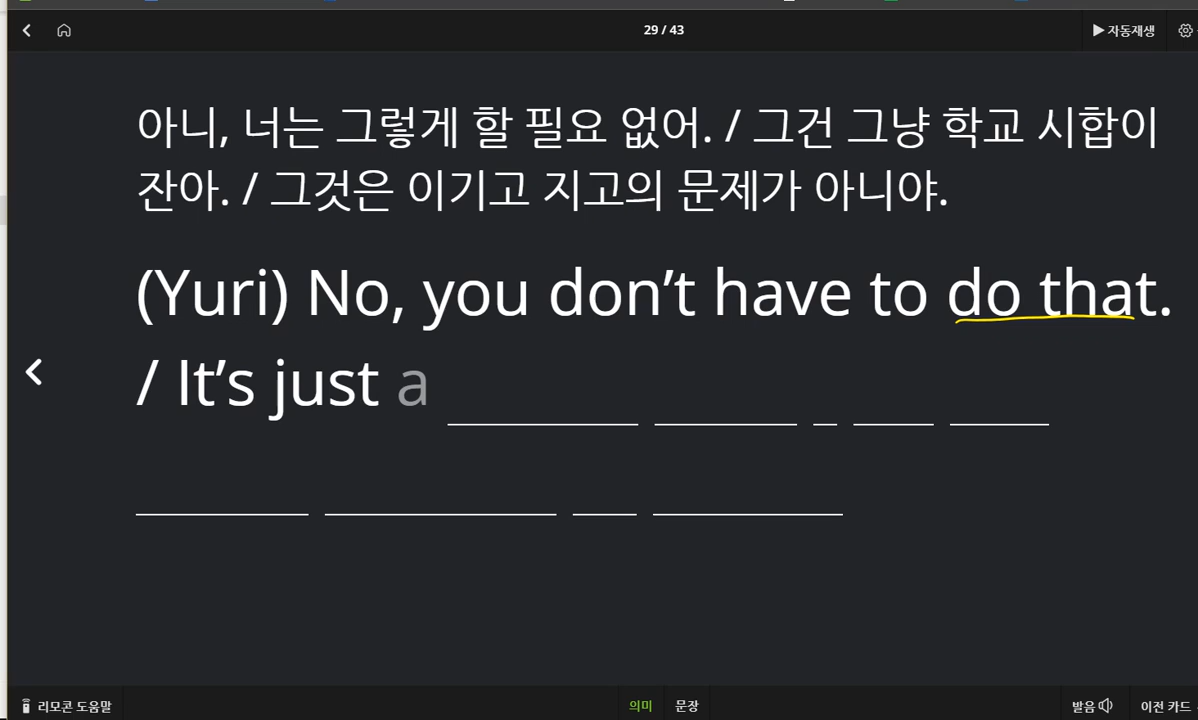 29 / 43
▶ 자동재생
아니, 너는 그렇게 할 필요 없어. / 그건 그냥 학교 시합이
잔아. / 그것은 이기고 지고의 문제가 아니야.
(Yuri) No, you don’t have to do that.
/ It’s just a
리모콘 도움말
의미
문장
발음
이전 카드